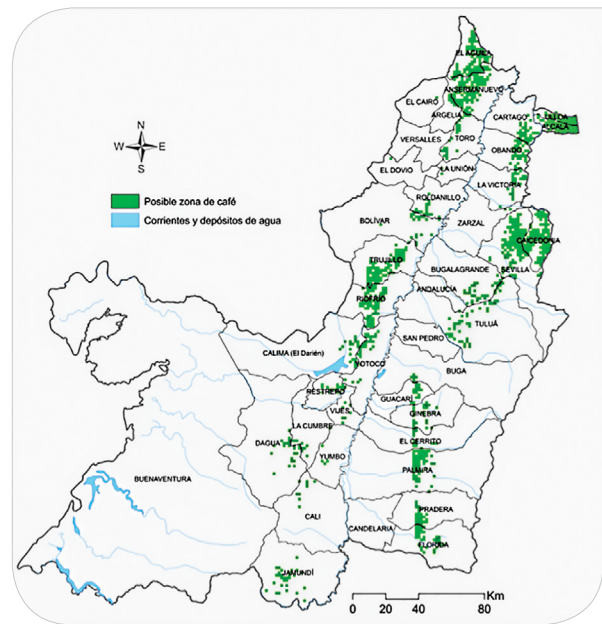 EL ÁGUILA
ANSERMANUEVO
EL CAIRO
ARGELIA
CARTAGO
ULLOA
ALCALÁ
N
W E
S
VERSALLES
TORO
OBANDO
EL DOVIO
LA UNIÓN
LA VICTORIA
Posible zona de café
Corrientes y depósitos de agua
ROLDANILLO
BOLÍVAR
ZARZAL
CAICEDONIA
TRUJILLO
BUGALAGRANDE
SEVILLA
ANDALUCÍA
RIOFRÍO
TULUÁ
SAN PEDRO
CALIMA (El Darién)
YOTOCO
BUGA
RESTREPO
GUACARÍ
VIJES
GINEBRA
LA CUMBRE
DAGUA
EL CERRITO
YUMBO
PALMIRA
BUENAVENTURA
PRADERA
CALI
CANDELARIA
FLORIDA
JAMUNDÍ
Km
0 20 40 80